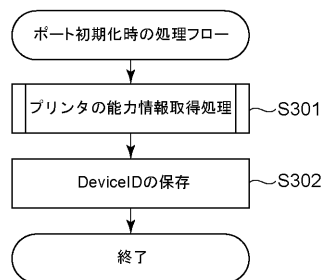 ポート初期化時の処理フロー
プリンタの能力情報取得処理
S301
DeviceIDの保存
S302
終了